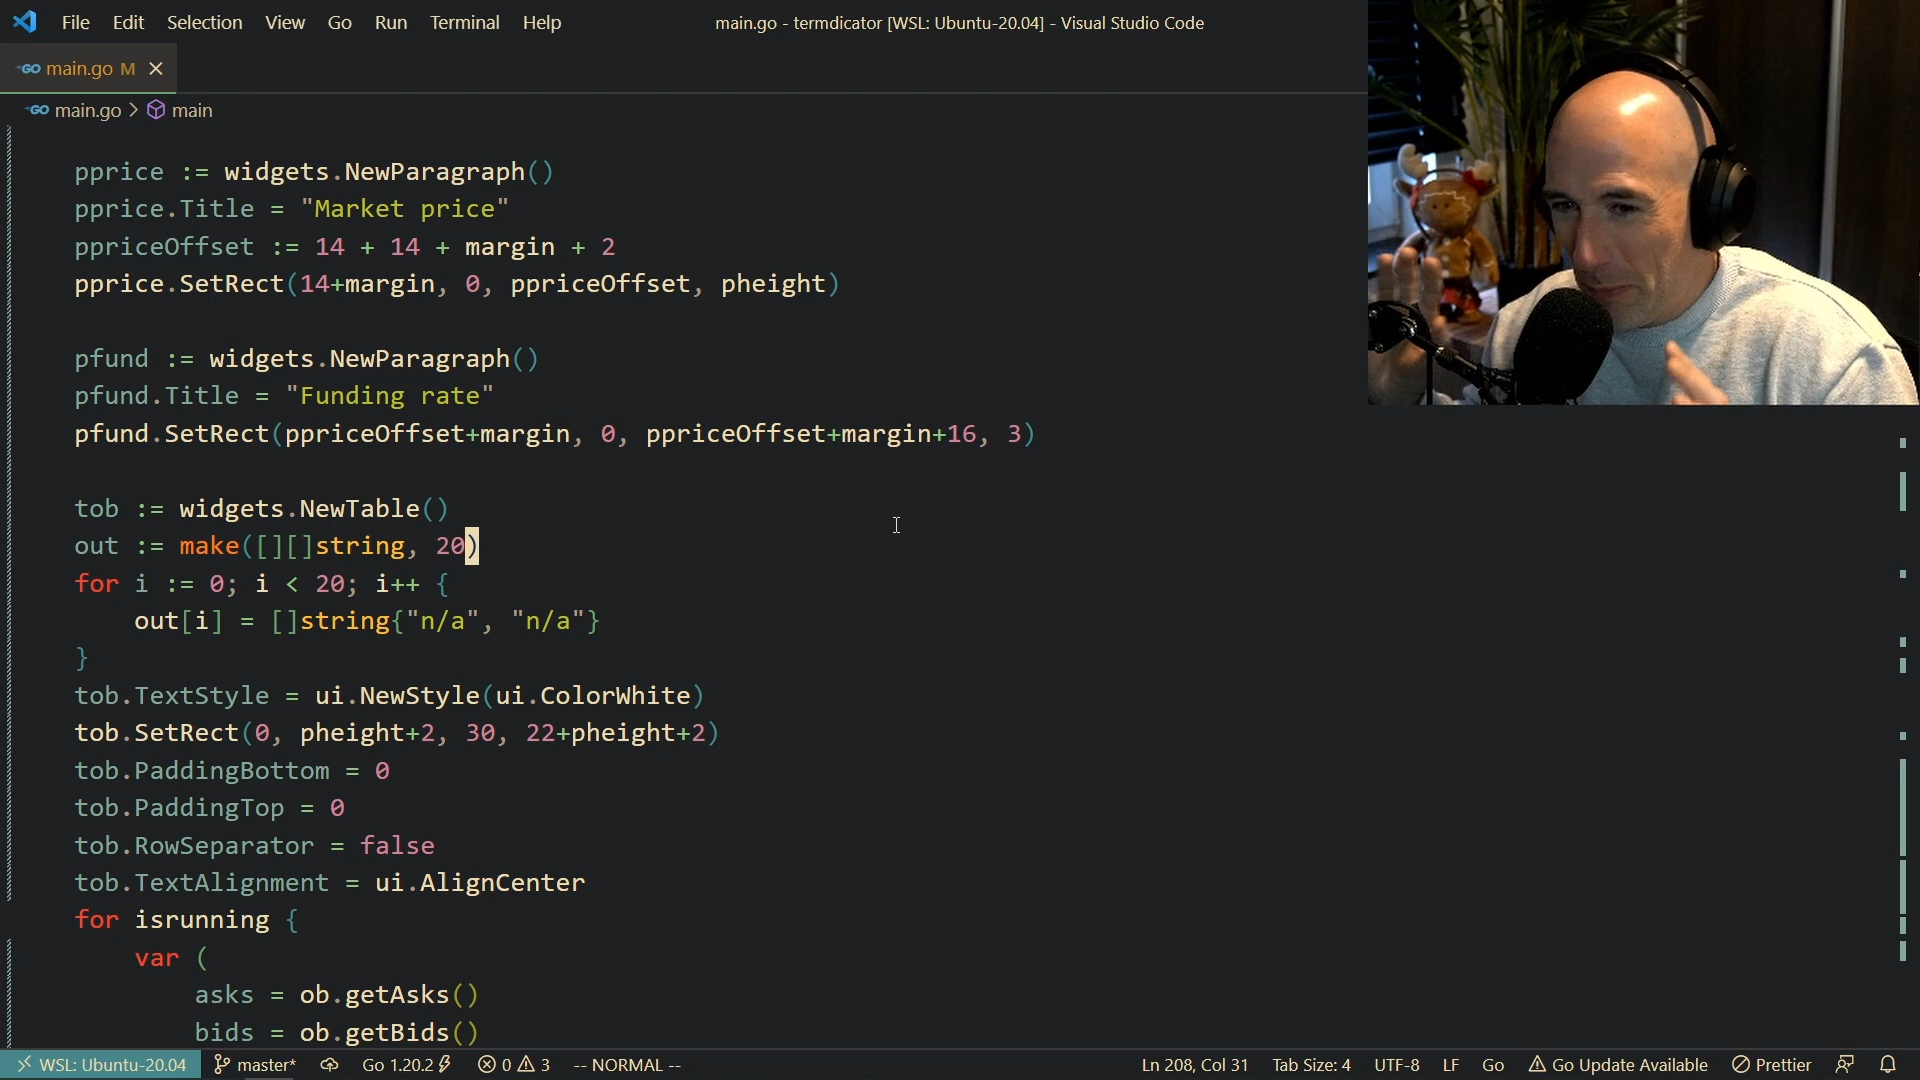 File Edit Selection View Go Run Terminal Help main.go - termdicator [WSL: Ubuntu-20.04] - Visual Studio Code
GO main.go M
GO main.go > main
pprice := widgets.NewParagraph()
pprice.Title = "Market price"
ppriceOffset := 14 + 14 + margin + 2
pprice.SetRect(14+margin, 0, ppriceOffset, pheight)
pfund := widgets.NewParagraph()
pfund.Title = "Funding rate"
pfund.SetRect(ppriceOffset+margin, 0, ppriceOffset+margin+16, 3)
tob := widgets.NewTable()
out := make([][]string, 20)
for i := 0; i < 20; i++ {
out[i] = []string{"n/a", "n/a"}
}
tob.TextStyle = ui.NewStyle(ui.ColorWhite)
tob.SetRect(0, pheight+2, 30, 22+pheight+2)
tob.PaddingBottom = 0
tob.PaddingTop = 0
tob.RowSeparator = false
tob.TextAlignment = ui.AlignCenter
for isrunning {
var (
asks = ob.getAsks()
bids = ob.getBids()
WSL: Ubuntu-20.04 master* Go 1.20.2 0 3 -- NORMAL -- Ln 208, Col 31 Tab Size: 4 UTF-8 LF Go Go Update Available Prettier